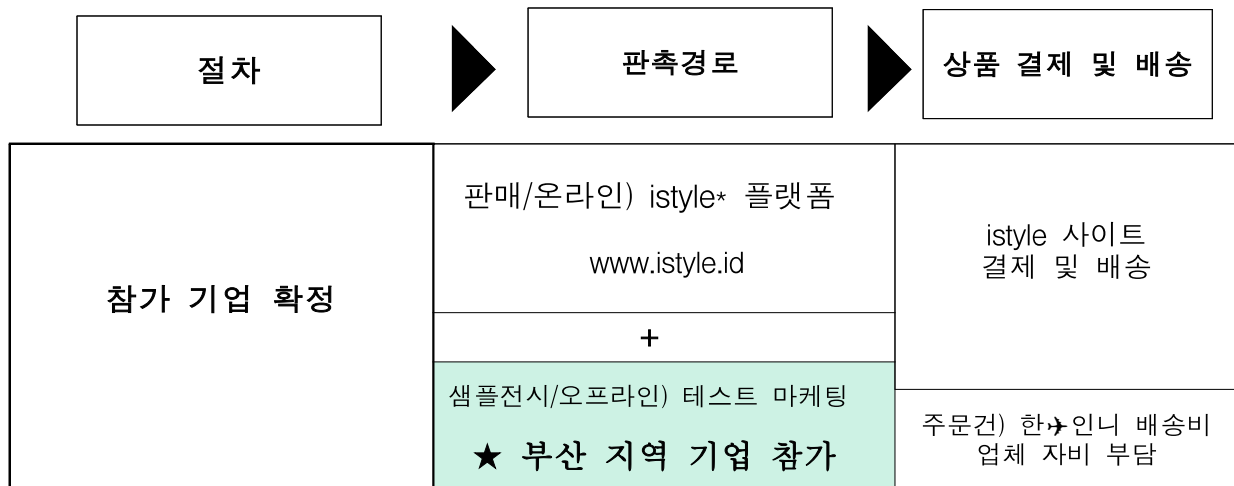 절차
판촉경로
상품 결제 및 배송
참가 기업 확정
판매/온라인) istyle* 플랫폼
www.istyle.id
+
샘플전시/오프라인) 테스트 마케팅
★ 부산 지역 기업 참가
istyle 사이트
결제 및 배송
주문건) 한✈인니 배송비
업체 자비 부담